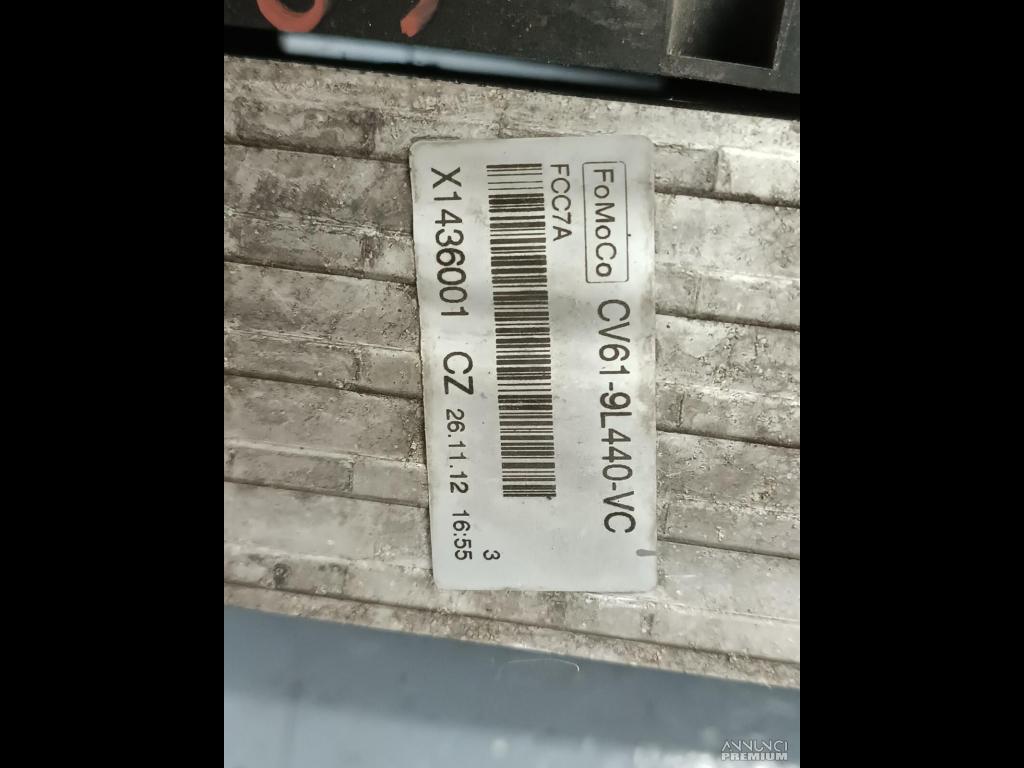 FoMoCo CV61-9L440-VC
FCC7A
3
X1436001 CZ 26.11.12 16:55
ANNUNCI
PREMIUM